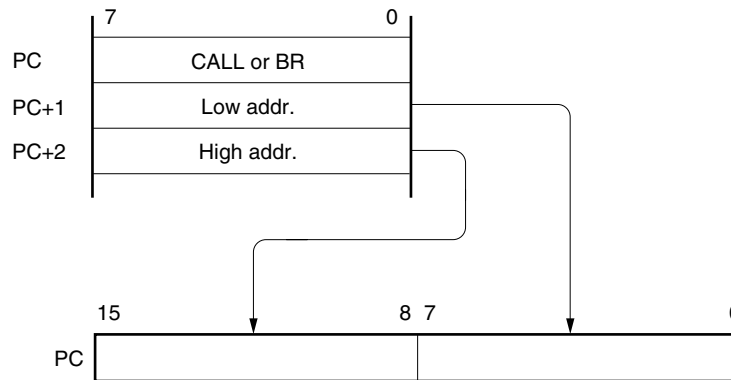 7 0
PC CALL or BR
PC+1 Low addr.
PC+2 High addr.
15 8 7
PC